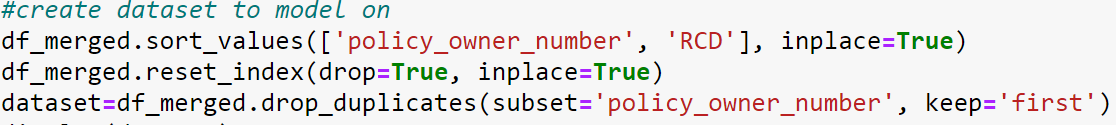 #create dataset to model on
df_merged.sort_values(['policy_owner_number', 'RCD'], inplace=True)
df_merged.reset_index(drop=True, inplace=True)
dataset=df_merged.drop_duplicates(subset='policy_owner_number', keep='first')